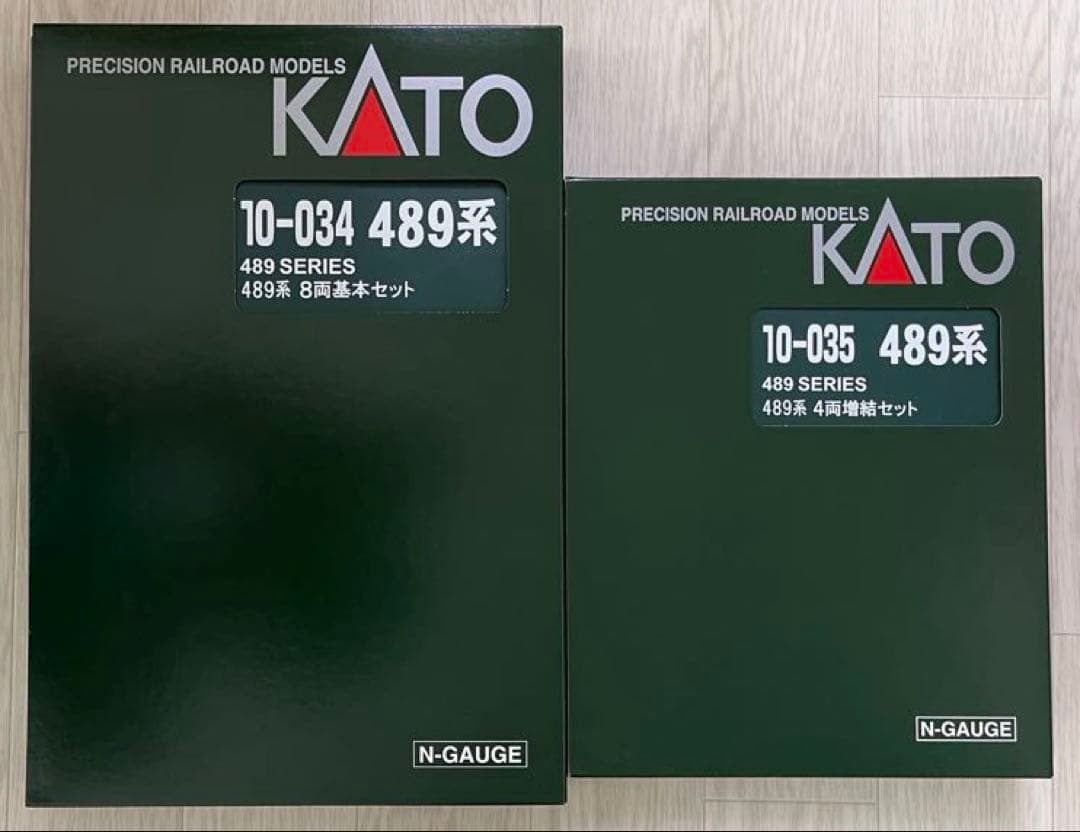 PRECISION RAILROAD MODELS
KATO
10-034 489系
489 SERIES
489系 8両基本セット
N-GAUGE
PRECISION RAILROAD MODELS
KATO
10-035 489系
489 SERIES
489系 4両増結セット
N-GAUGE